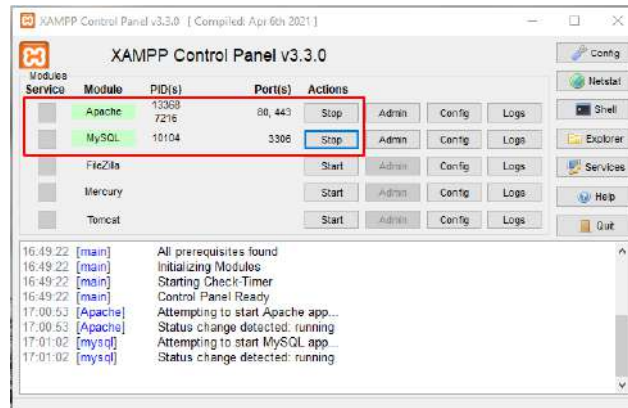 XAMPP Control Panel v3.3.0 [ Compiled: Apr 6th 2021 ]
XAMPP Control Panel v3.3.0
Config
Modules
Service Module PID(s) Port(s) Actions
Netstat
Apache 13368 7216 80, 443 Stop Admin Config Logs
Shell
MySQL 10104 3306 Stop Admin Config Logs
Explorer
FileZilla Start Admin Config Logs
Services
Mercury Start Admin Config Logs
Help
Tomcat Start Admin Config Logs
Quit
16:49:22 [main] All prerequisites found
16:49:22 [main] Initializing Modules
16:49:22 [main] Starting Check-Timer
16:49:22 [main] Control Panel Ready
17:00:53 [Apache] Attempting to start Apache app...
17:00:53 [Apache] Status change detected: running
17:01:02 [mysql] Attempting to start MySQL app...
17:01:02 [mysql] Status change detected: running